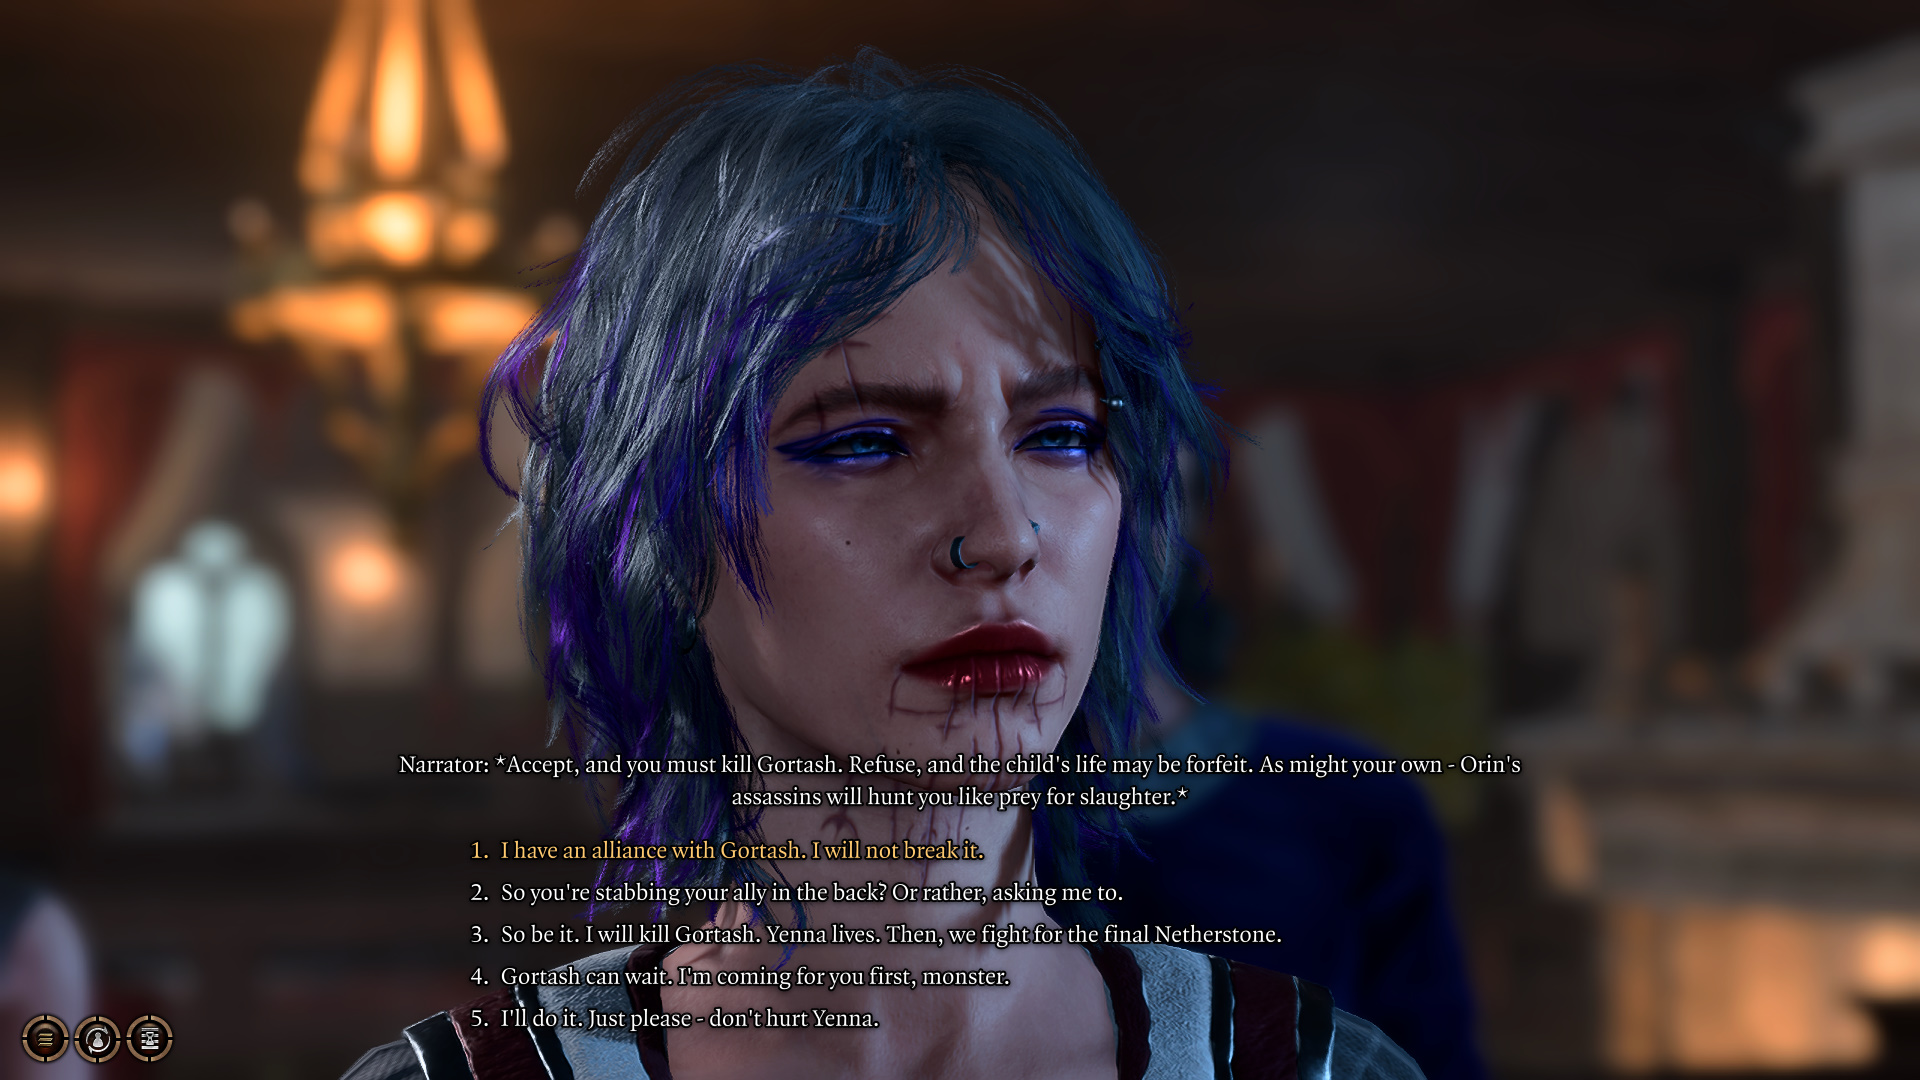 Narrator: *Accept, and you must kill Gortash. Refuse, and the child's life may be forfeit. As might your own - Orin's
assassins will hunt you like prey for slaughter.*
1. I have an alliance with Gortash. I will not break it.
2. So you're stabbing your ally in the back? Or rather, asking me to.
3. So be it. I will kill Gortash. Yenna lives. Then, we fight for the final Netherstone.
4. Gortash can wait. I'm coming for you first, monster.
5. I'll do it. Just please - don't hurt Yenna.